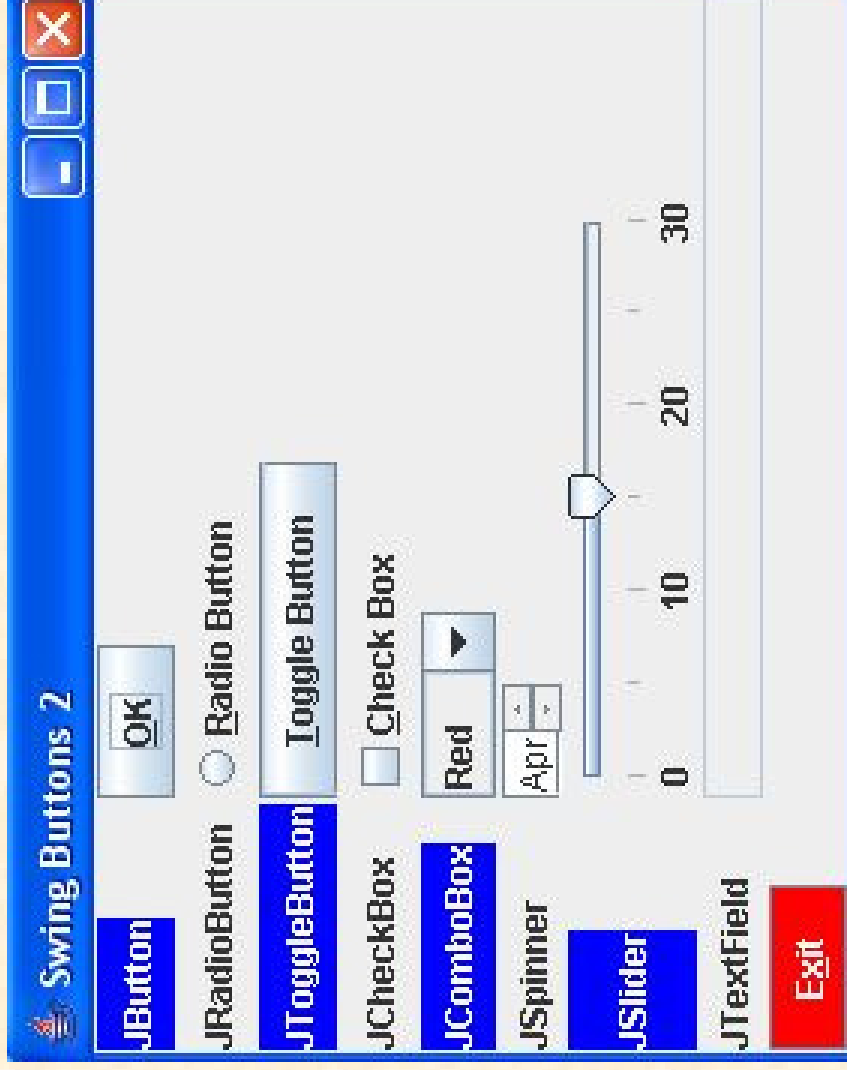 Swing Buttons 2
JButton OK
JRadioButton Radio Button
JToggleButton Toggle Button
JCheckBox Check Box
JComboBox Red
JSpinner Apr
JSlider
0 10 20 30
JTextField
Exit